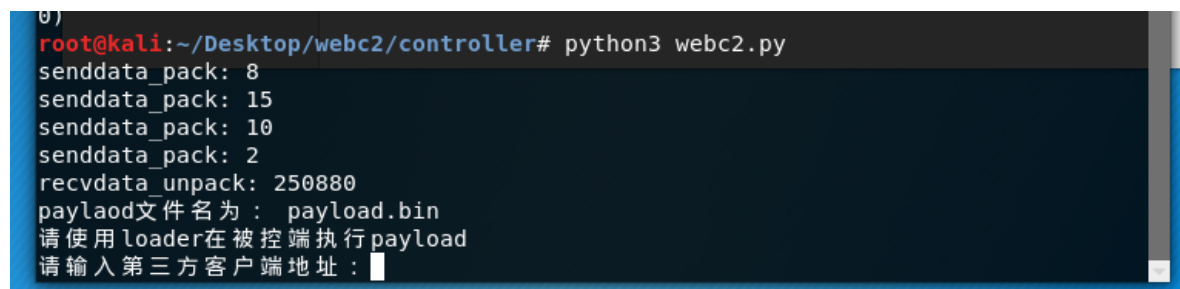 0)
root@kali:~/Desktop/webc2/controller# python3 webc2.py
senddata_pack: 8
senddata_pack: 15
senddata_pack: 10
senddata_pack: 2
recvdata_unpack: 250880
paylaod文件名为： payload.bin
请使用loader在被控端执行payload
请输入第三方客户端地址：